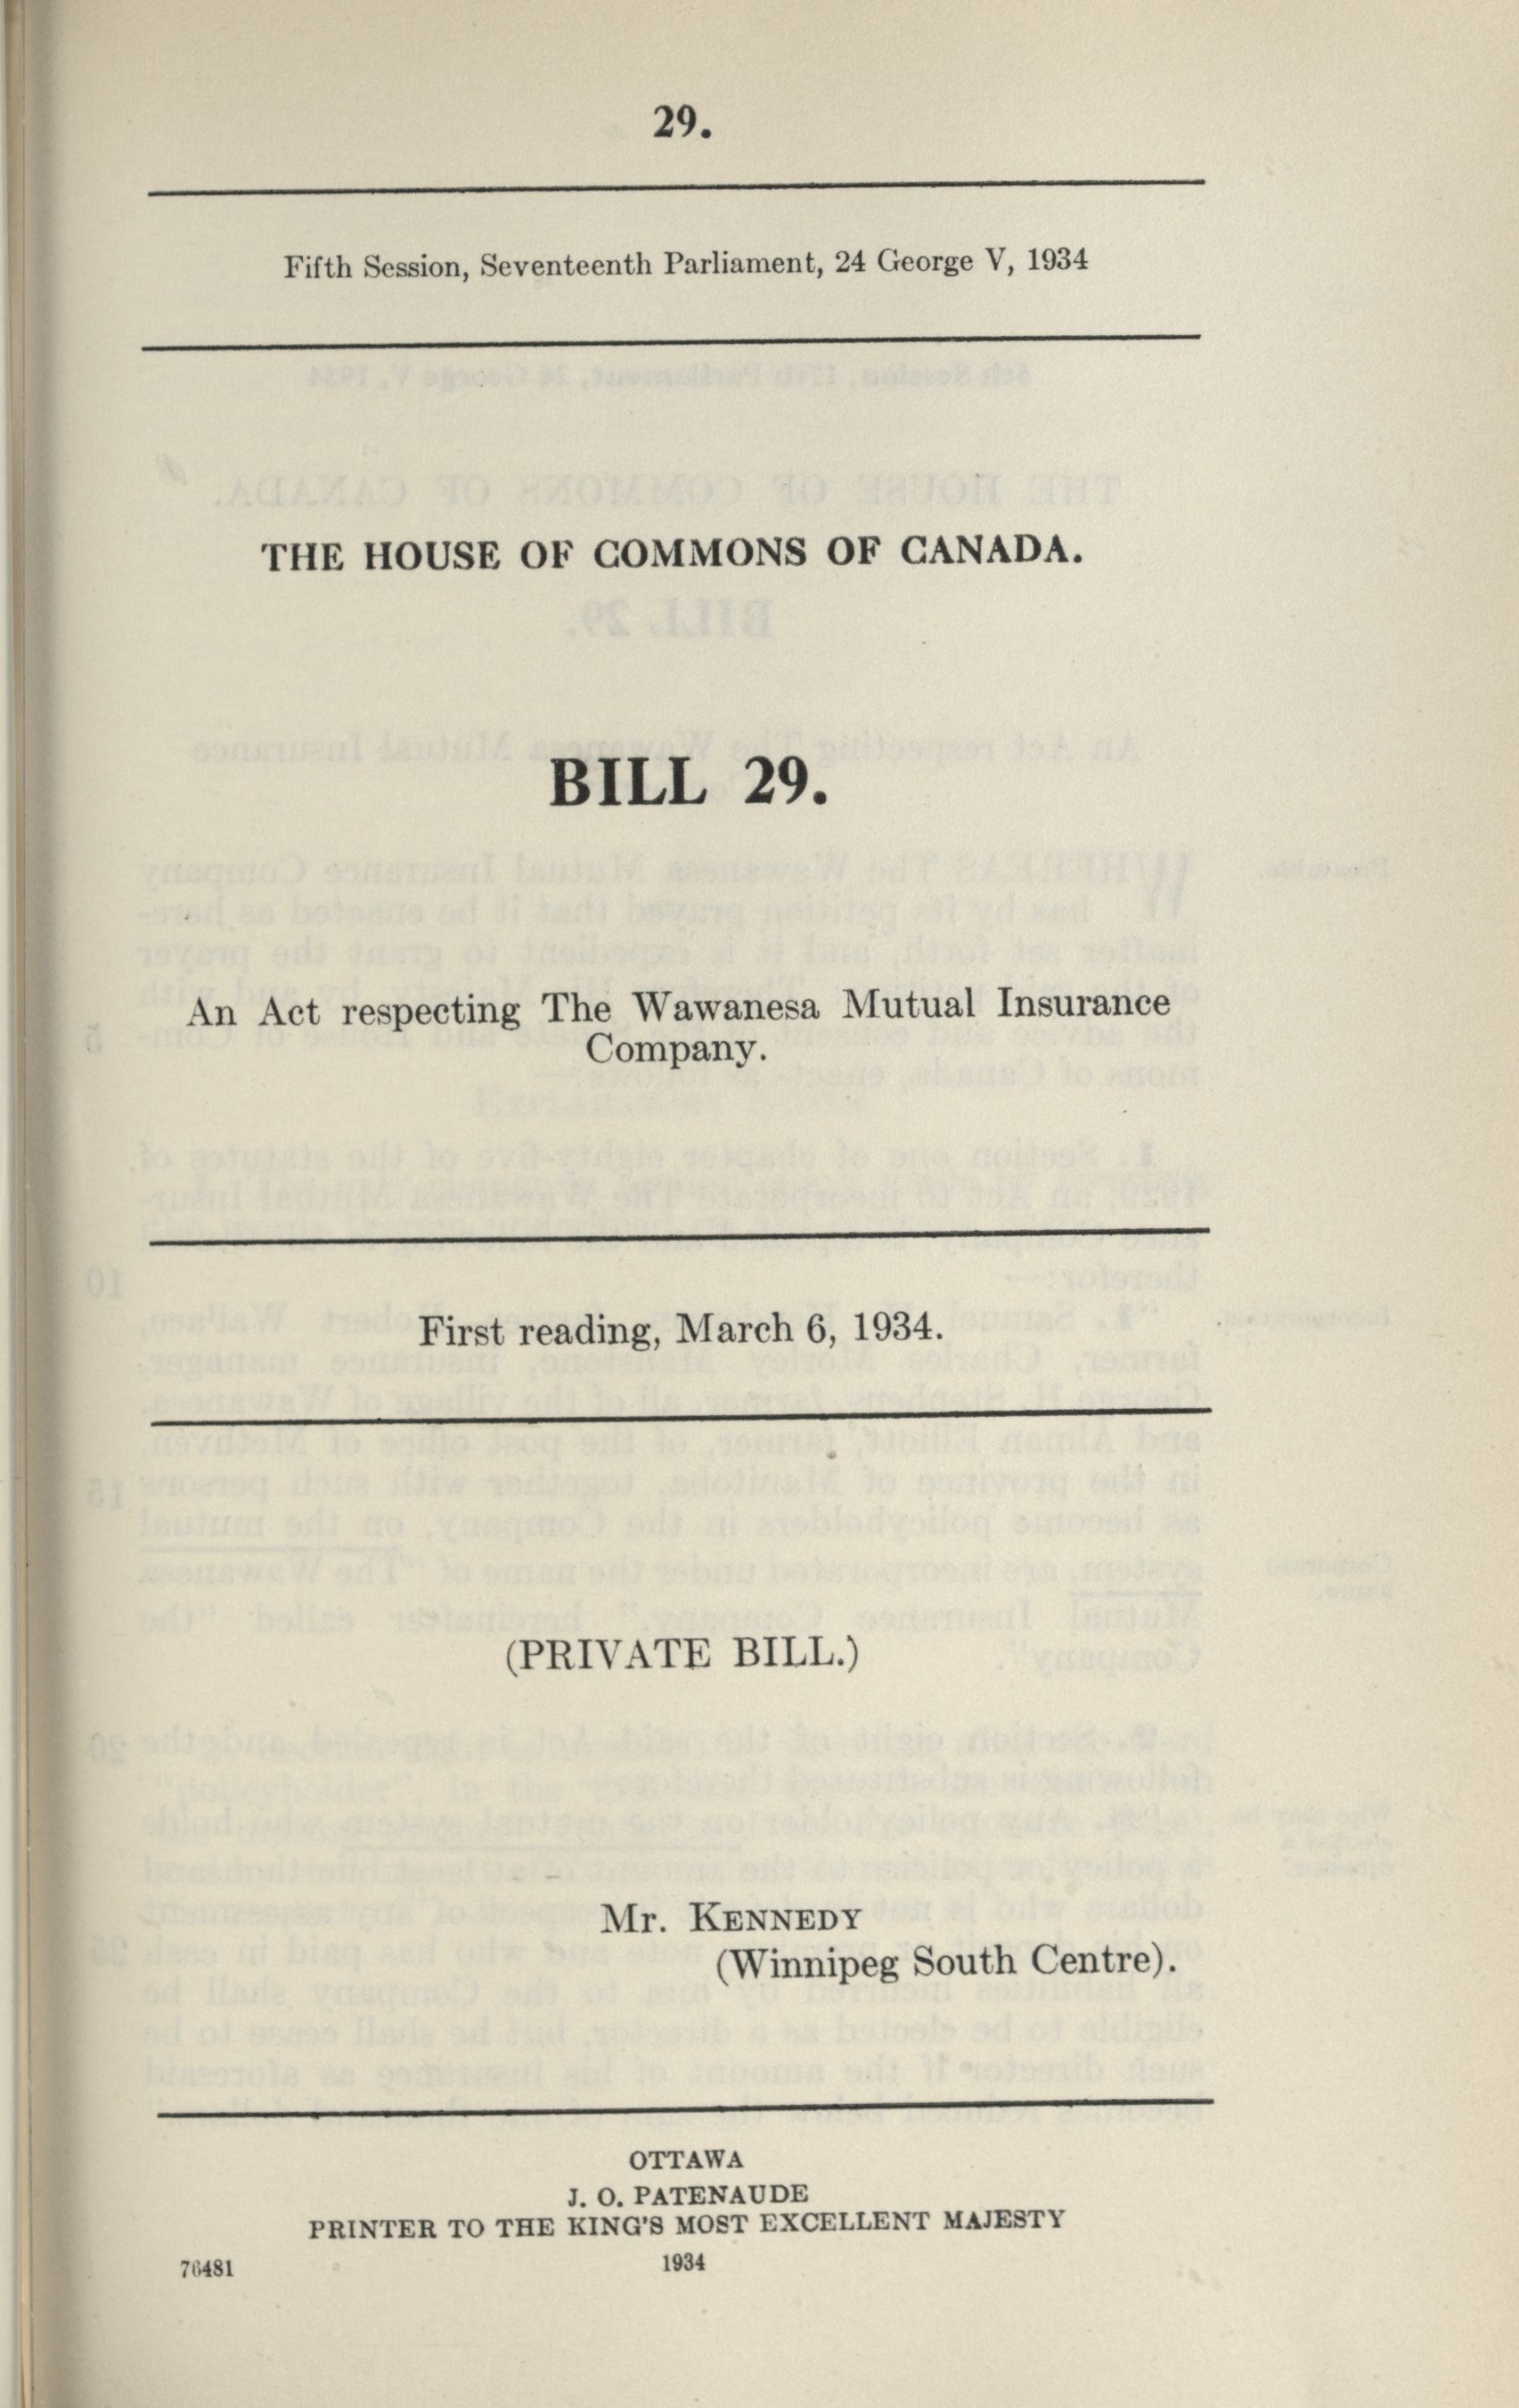 29.
Fifth Session, Seventeenth Parliament, 24 George V, 1934
THE HOUSE OF COMMONS OF CANADA.
BILL 29.
An Act respecting The Wawanesa Mutual Insurance
Company.
First reading, March 6, 1934.
(PRIVATE BILL.)
Mr. KENNEDY
(Winnipeg South Centre).
OTTAWA
J. O. PATENAUDE
PRINTER TO THE KING'S MOST EXCELLENT MAJESTY
1934
76481